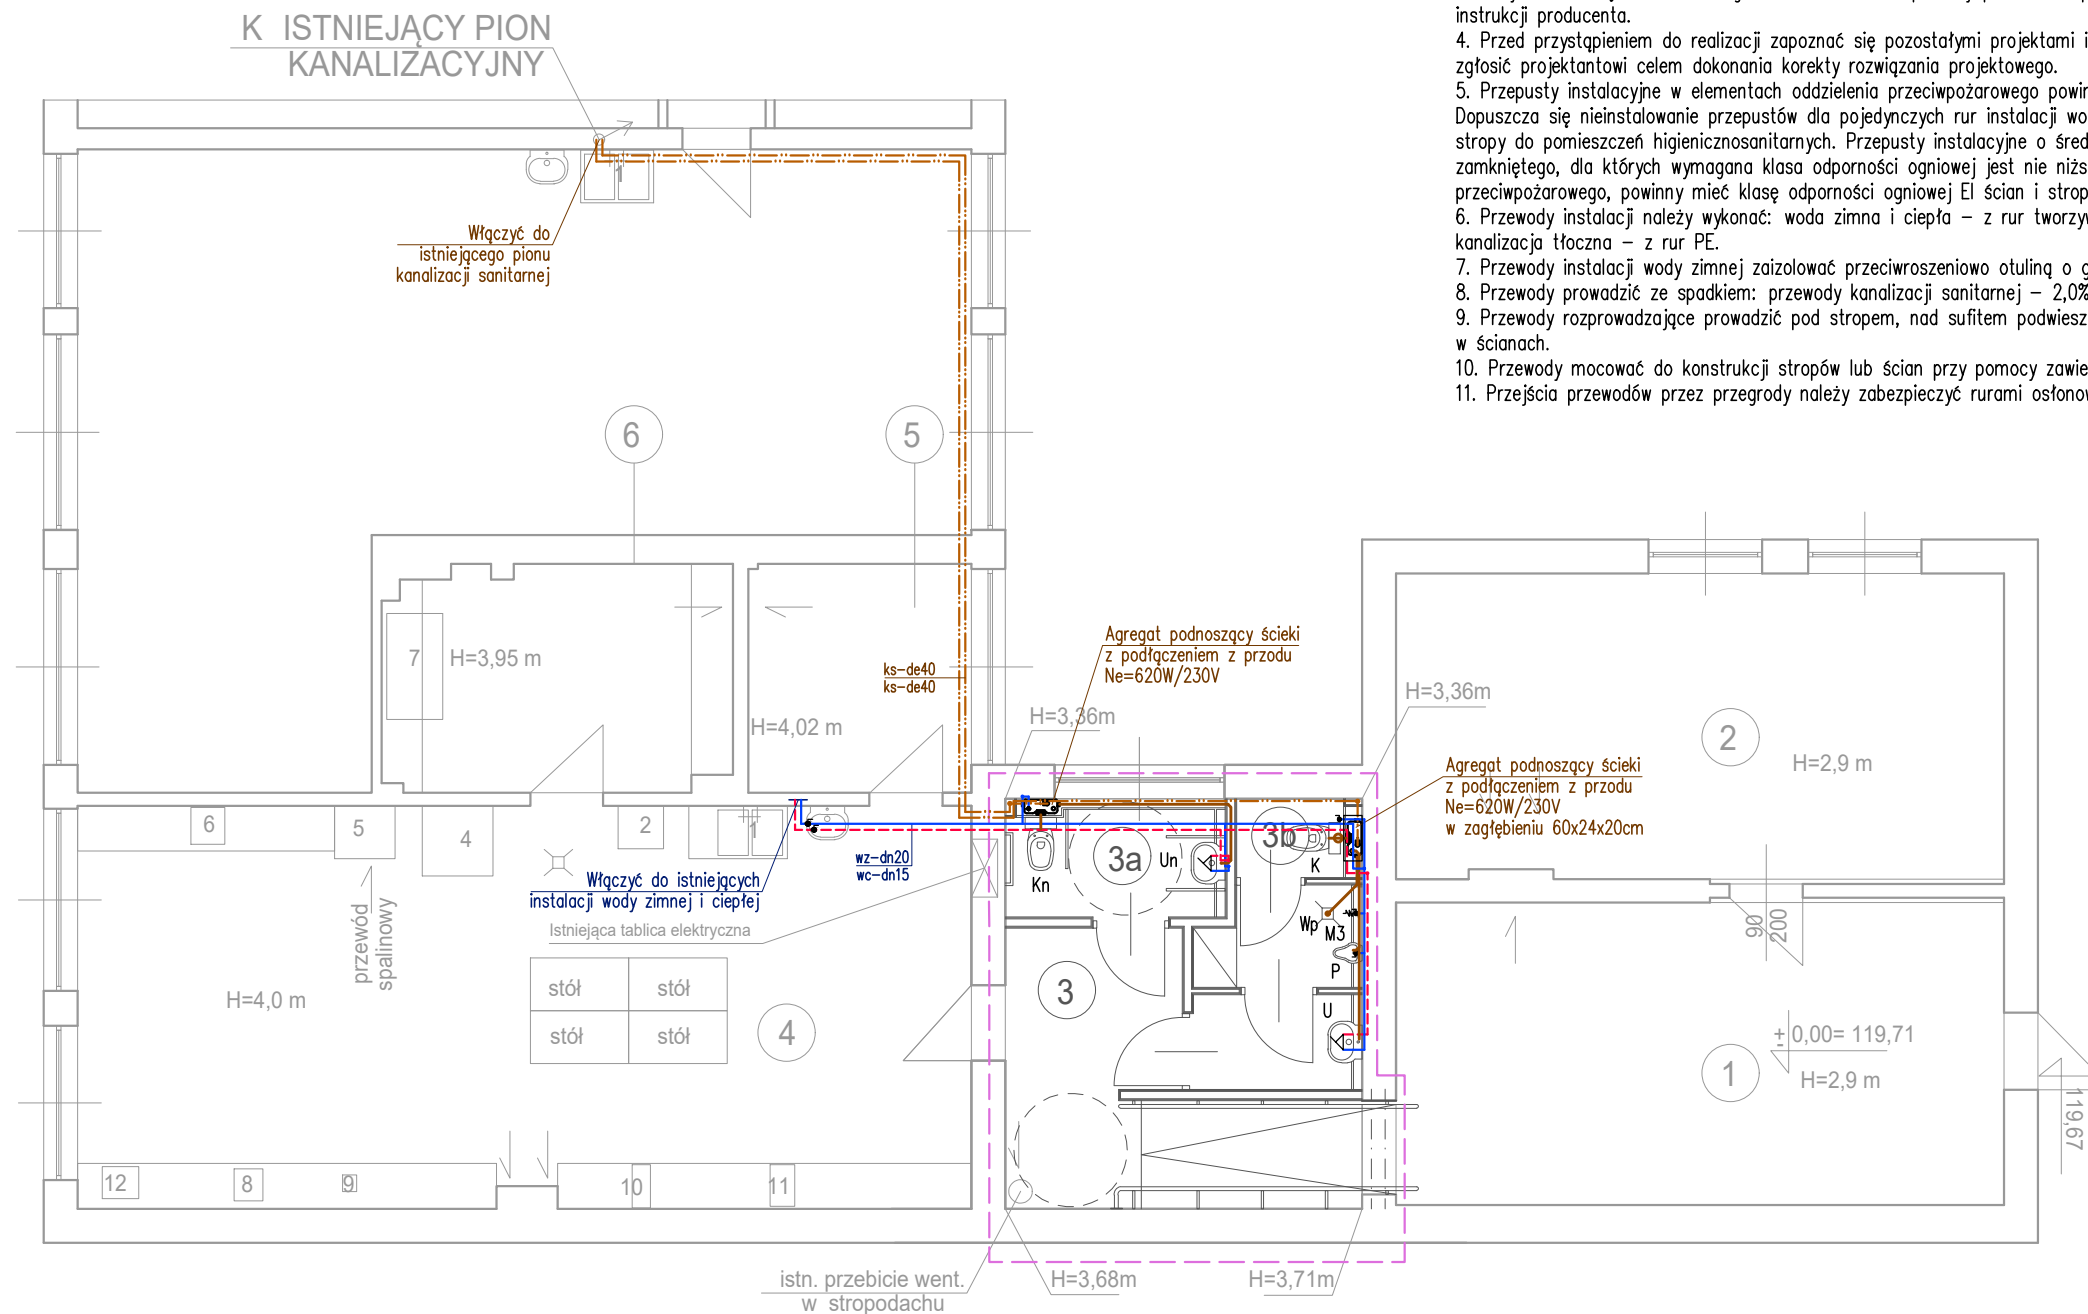 K ISTNIEJĄCY PION
KANALIZACYJNY
instrukcji producenta.
4. Przed przystąpieniem do realizacji zapoznać się pozostałymi projektami i
zgłosić projektantowi celem dokonania korekty rozwiązania projektowego.
5. Przepusty instalacyjne w elementach oddzielenia przeciwpożarowego powin
Dopuszcza się nieinstalowanie przepustów dla pojedynczych rur instalacji wo
stropy do pomieszczeń higienicznosanitarnych. Przepusty instalacyjne o śred
zamkniętego, dla których wymagana klasa odporności ogniowej jest nie niżs
przeciwpożarowego, powinny mieć klasę odporności ogniowej EI ścian i strop
6. Przewody instalacji należy wykonać: woda zimna i ciepła – z rur tworzyw
kanalizacja tłoczna – z rur PE.
7. Przewody instalacji wody zimnej zaizolować przeciwroszeniowo otuliną o g
8. Przewody prowadzić ze spadkiem: przewody kanalizacji sanitarnej – 2,0%
9. Przewody rozprowadzające prowadzić pod stropem, nad sufitem podwiesz
w ścianach.
10. Przewody mocować do konstrukcji stropów lub ścian przy pomocy zawie
11. Przejścia przewodów przez przegrody należy zabezpieczyć rurami osłonow
1
Włączyć do
istniejącego pionu
kanalizacji sanitarnej
6
5
7
H=3,95 m
ks-de40
ks-de40
H=4,02 m
Agregat podnoszący ścieki
z podłączeniem z przodu
Ne=620W/230V
H=3,36m
H=3,36m
2
H=2,9 m
Agregat podnoszący ścieki
z podłączeniem z przodu
Ne=620W/230V
w zagłębieniu 60x24x20cm
6
5
4
2
1
wz-dn20
wc-dn15
Włączyć do istniejących
instalacji wody zimnej i ciepłej
Istniejąca tablica elektryczna
przewód
spalinowy
Kn
3a
Un
3b
K
Wp
M3
P
U
3
90
200
H=4,0 m
stół
stół
stół
stół
4
+0,00= 119,71
-
H=2,9 m
1
119,67
12
8
9
10
11
istn. przebicie went.
w stropodachu
H=3,68m
H=3,71m